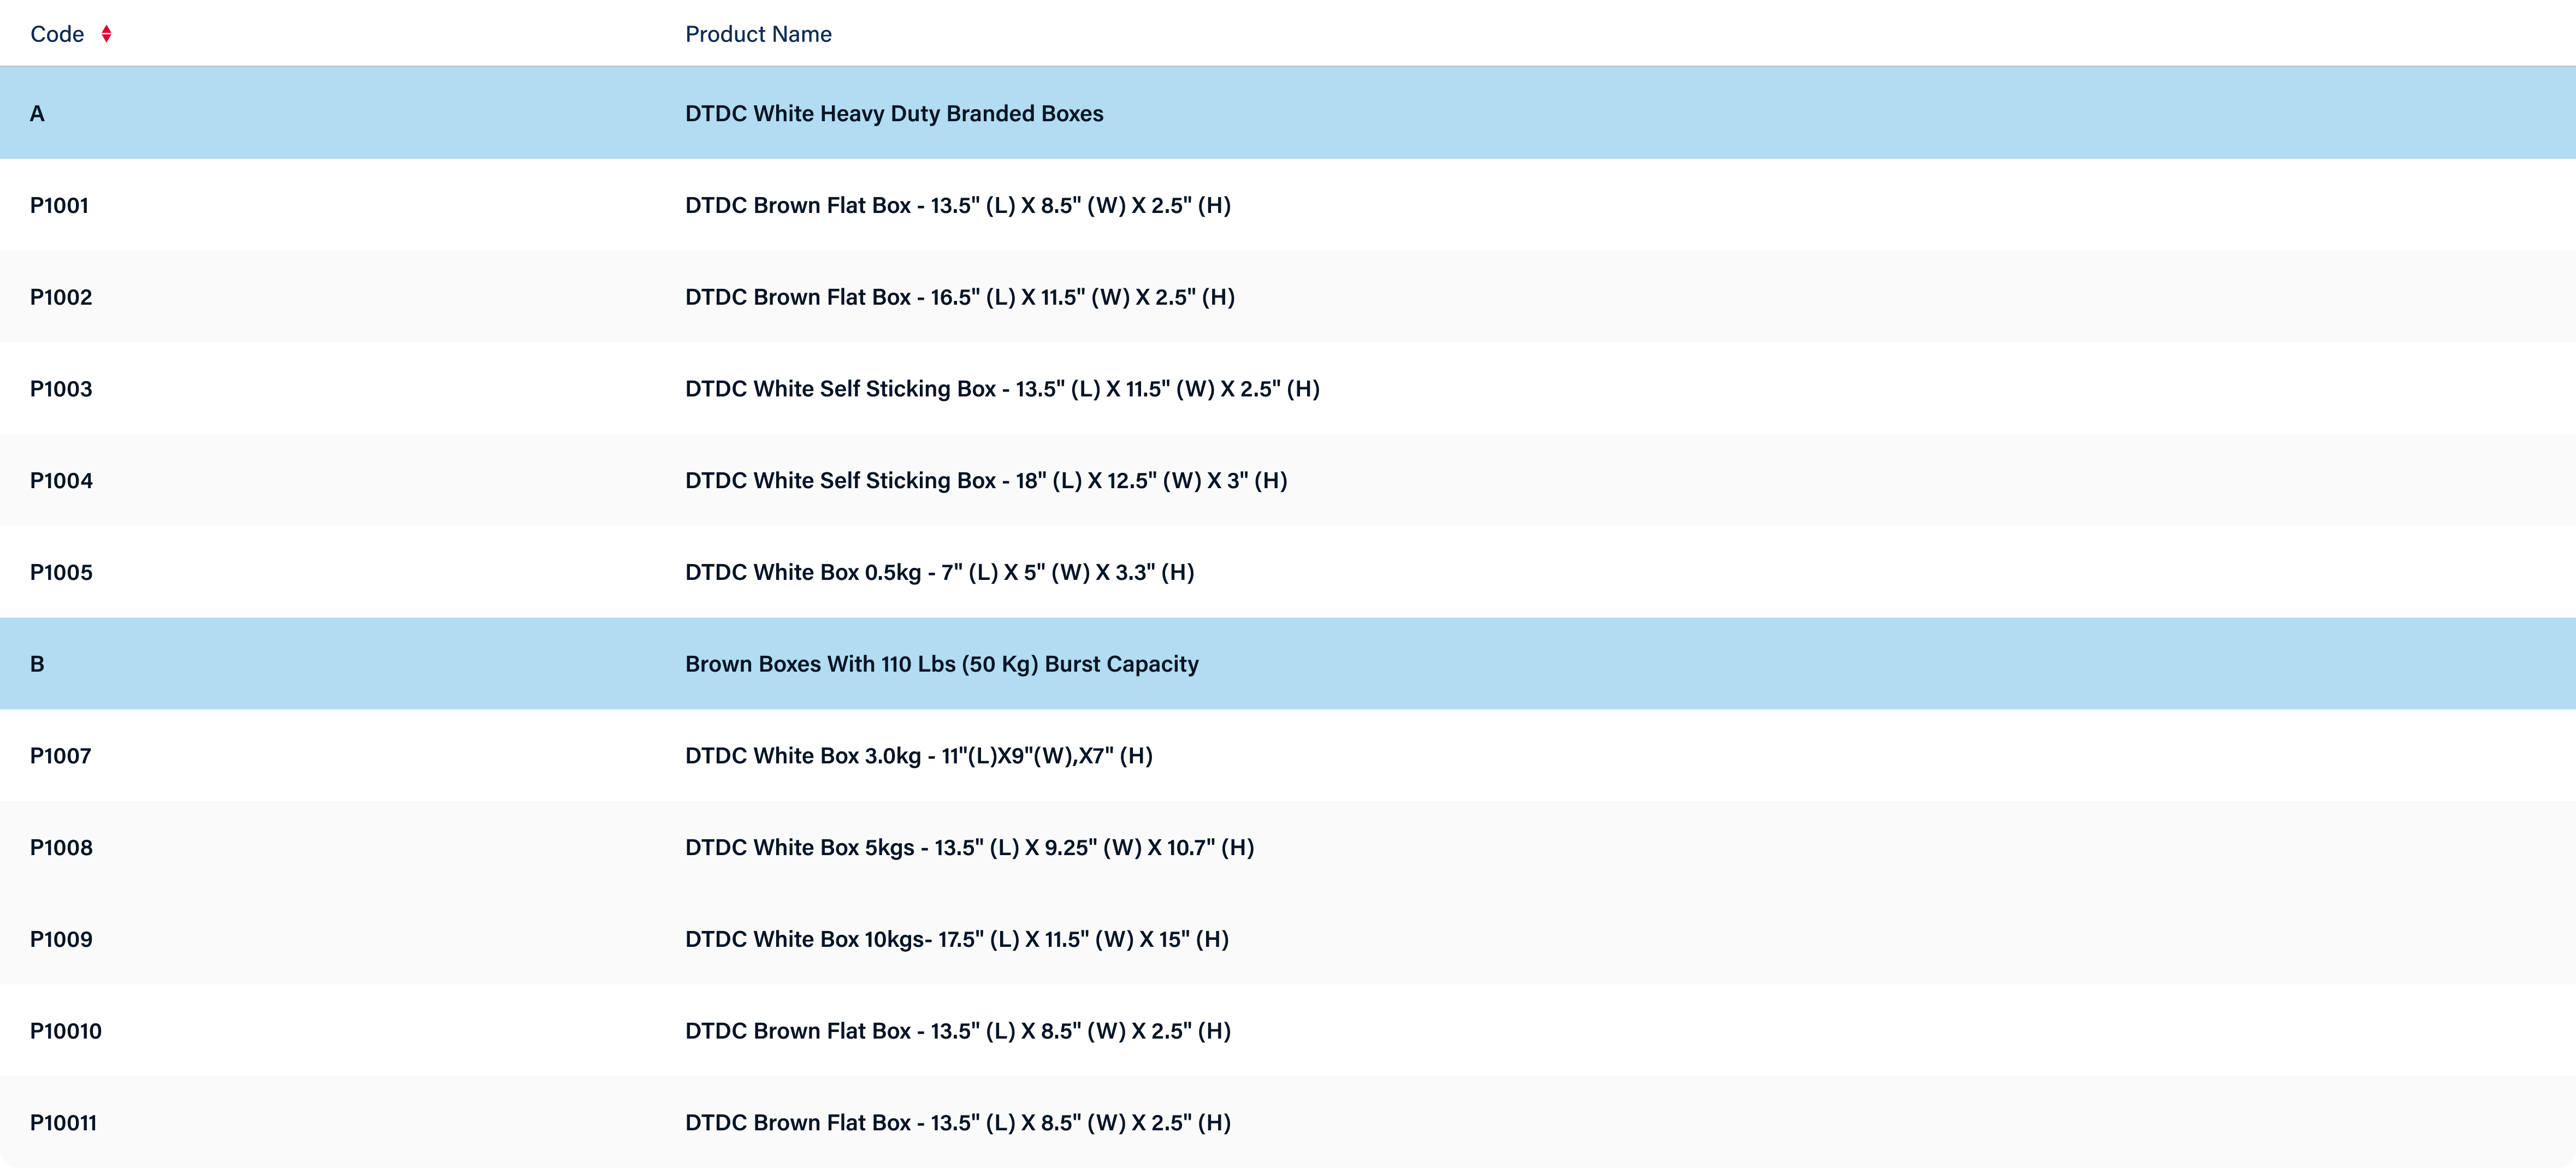 Code Product Name
A DTDC White Heavy Duty Branded Boxes
P1001 DTDC Brown Flat Box - 13.5" (L) X 8.5" (W) X 2.5" (H)
P1002 DTDC Brown Flat Box - 16.5" (L) X 11.5" (W) X 2.5" (H)
P1003 DTDC White Self Sticking Box - 13.5" (L) X 11.5" (W) X 2.5" (H)
P1004 DTDC White Self Sticking Box - 18" (L) X 12.5" (W) X 3" (H)
P1005 DTDC White Box 0.5kg - 7" (L) X 5" (W) X 3.3" (H)
B Brown Boxes With 110 Lbs (50 Kg) Burst Capacity
P1007 DTDC White Box 3.0kg - 11"(L)X9"(W),X7" (H)
P1008 DTDC White Box 5kgs - 13.5" (L) X 9.25" (W) X 10.7" (H)
P1009 DTDC White Box 10kgs- 17.5" (L) X 11.5" (W) X 15" (H)
P10010 DTDC Brown Flat Box - 13.5" (L) X 8.5" (W) X 2.5" (H)
P10011 DTDC Brown Flat Box - 13.5" (L) X 8.5" (W) X 2.5" (H)